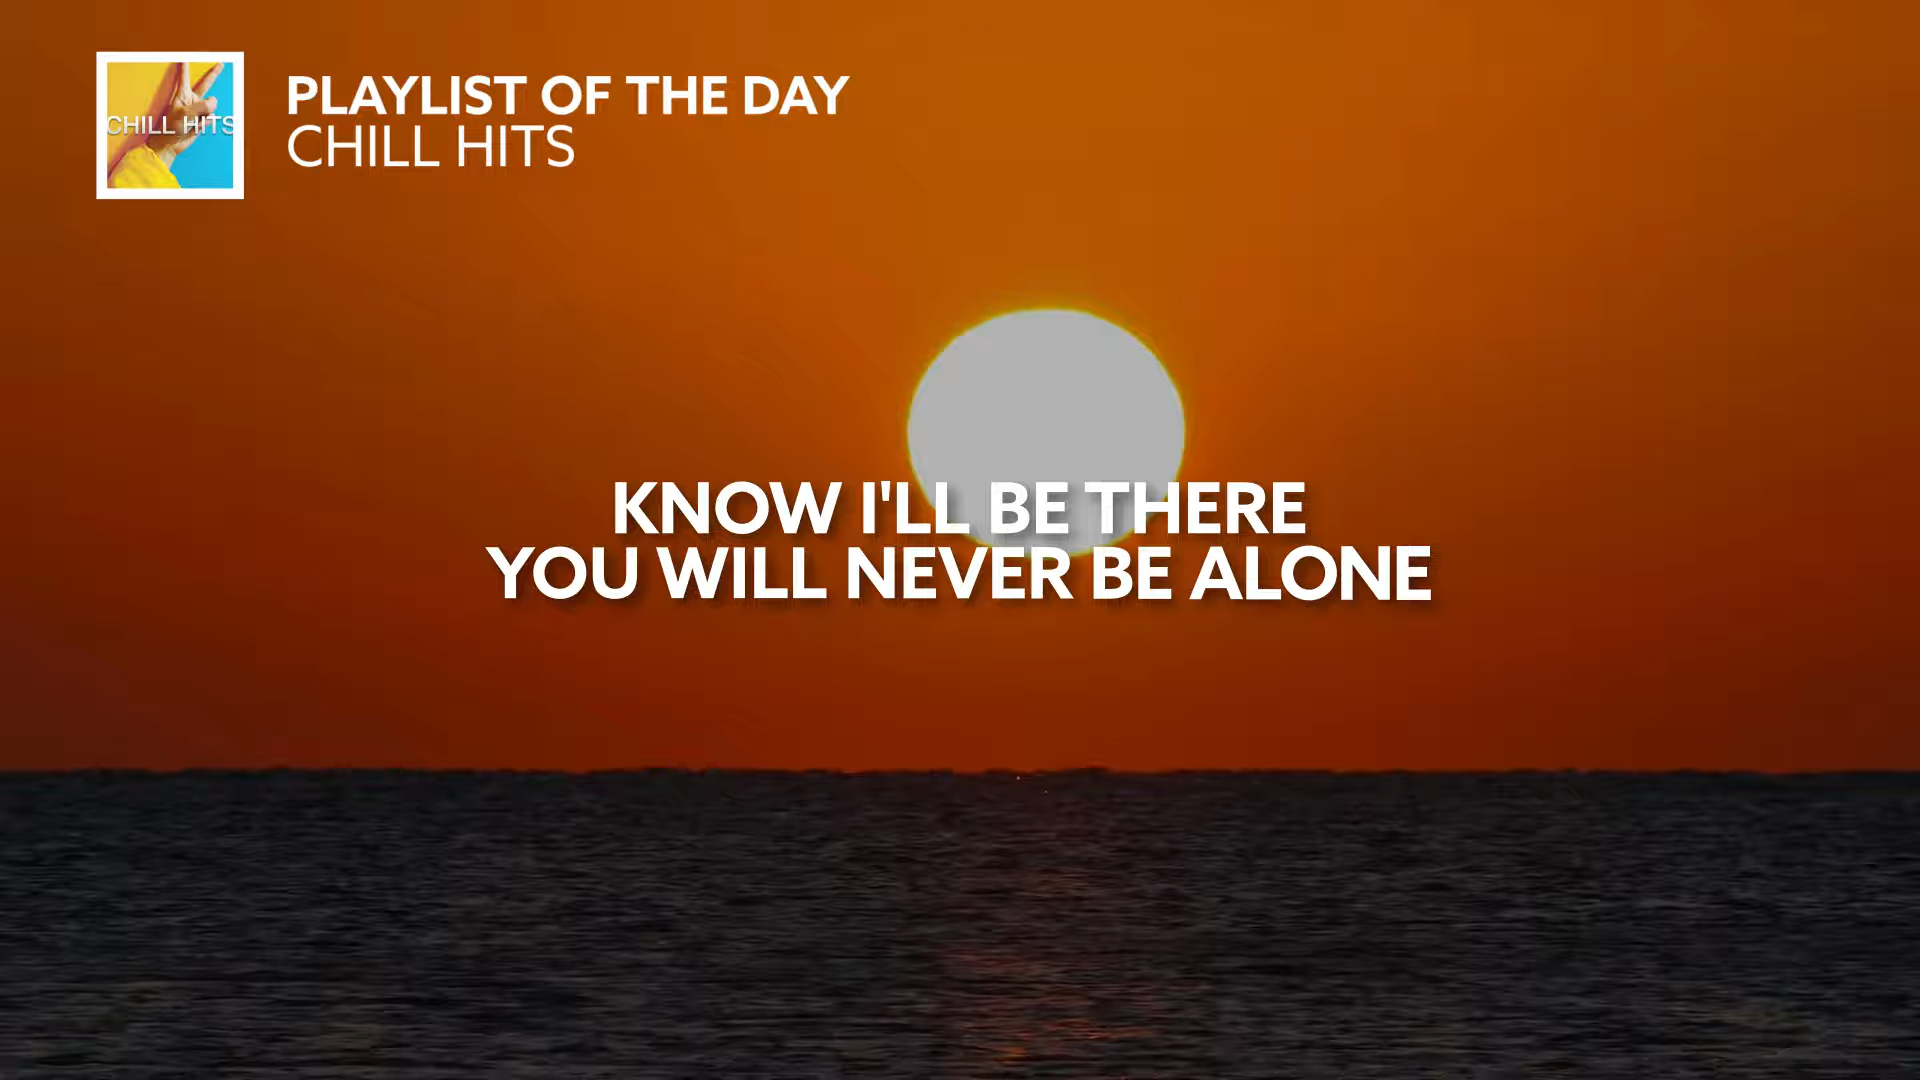 CHILL HITS
PLAYLIST OF THE DAY
CHILL HITS
KNOW I'LL BE THERE
YOU WILL NEVER BE ALONE